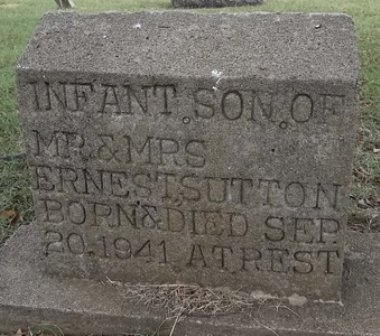 INFANT. SON. OF
MR. & MRS
ERNEST. SUTTON
BORN & DIED SEP.
20. 1941 AT REST